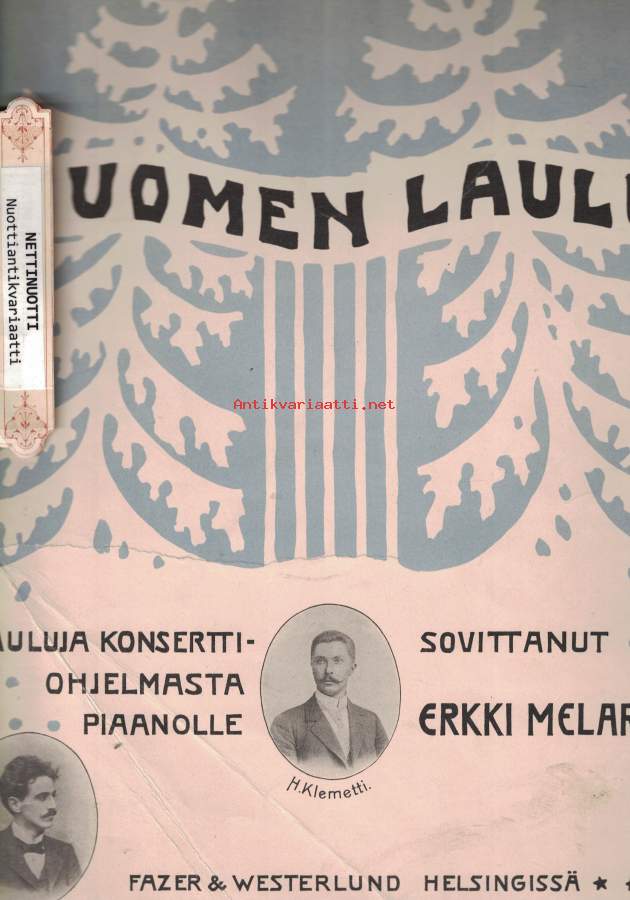 UOMEN LAUL
NETTINUOTTI
Nuottiantikvariaatti
Antikvariaatti.net
AULUJA KONSERTTI-
OHJELMASTA
PIAANOLLE
SOVITTANUT
ERKKI MELAR
H.Klemetti.
FAZER & WESTERLUND HELSINGISSÄ ★